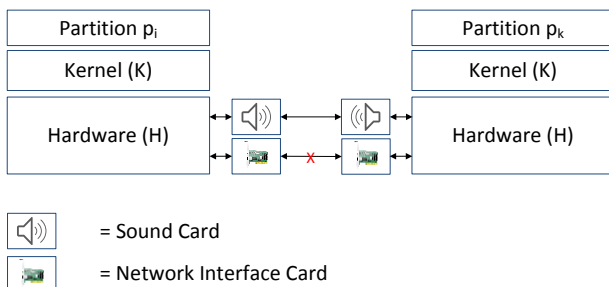 Partition pi
Partition pk
Kernel (K)
Kernel (K)
Hardware (H)
Hardware (H)
x
= Sound Card
= Network Interface Card